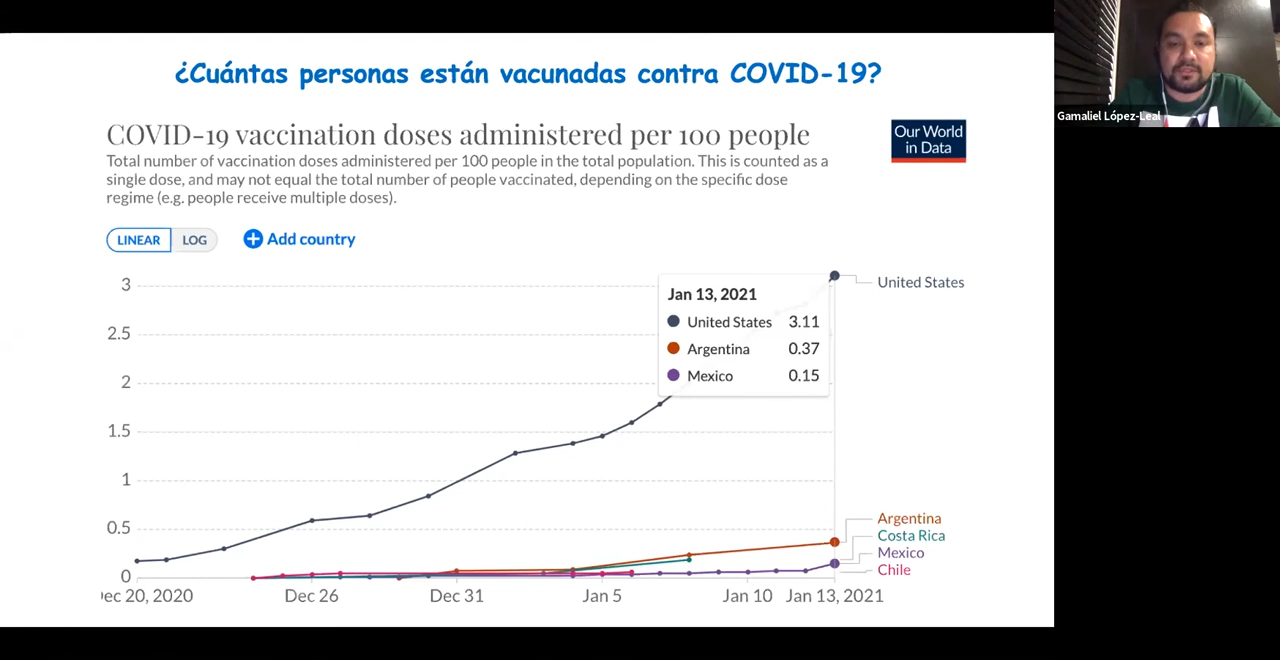 ¿Cuántas personas están vacunadas contra COVID-19?
COVID-19 vaccination doses administered per 100 people
Our World
in Data
Total number of vaccination doses administered per 100 people in the total population. This is counted as a
single dose, and may not equal the total number of people vaccinated, depending on the specific dose
regime (e.g. people receive multiple doses).
LINEAR LOG
Add country
3
2.5
2
1.5
1
0.5
0
Jan 13, 2021
United States 3.11
Argentina 0.37
Mexico 0.15
United States
Argentina
Costa Rica
Mexico
Chile
ec 20, 2020 Dec 26 Dec 31 Jan 5 Jan 10 Jan 13, 2021
Gamaliel López-Leal